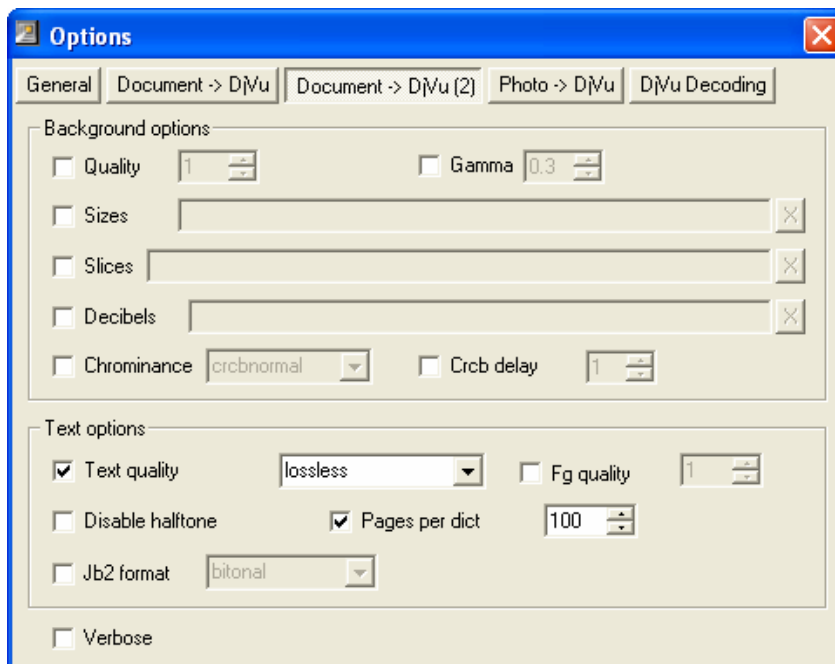 Options
General Document -> DjVu Document -> DjVu (2) Photo -> DjVu DjVu Decoding
Background options
Quality 1 Gamma 0.3
Sizes
Slices
Decibels
Chrominance crcbnormal Crcb delay 1
Text options
Text quality lossless Fg quality 1
Disable halftone Pages per dict 100
Jb2 format bitonal
Verbose